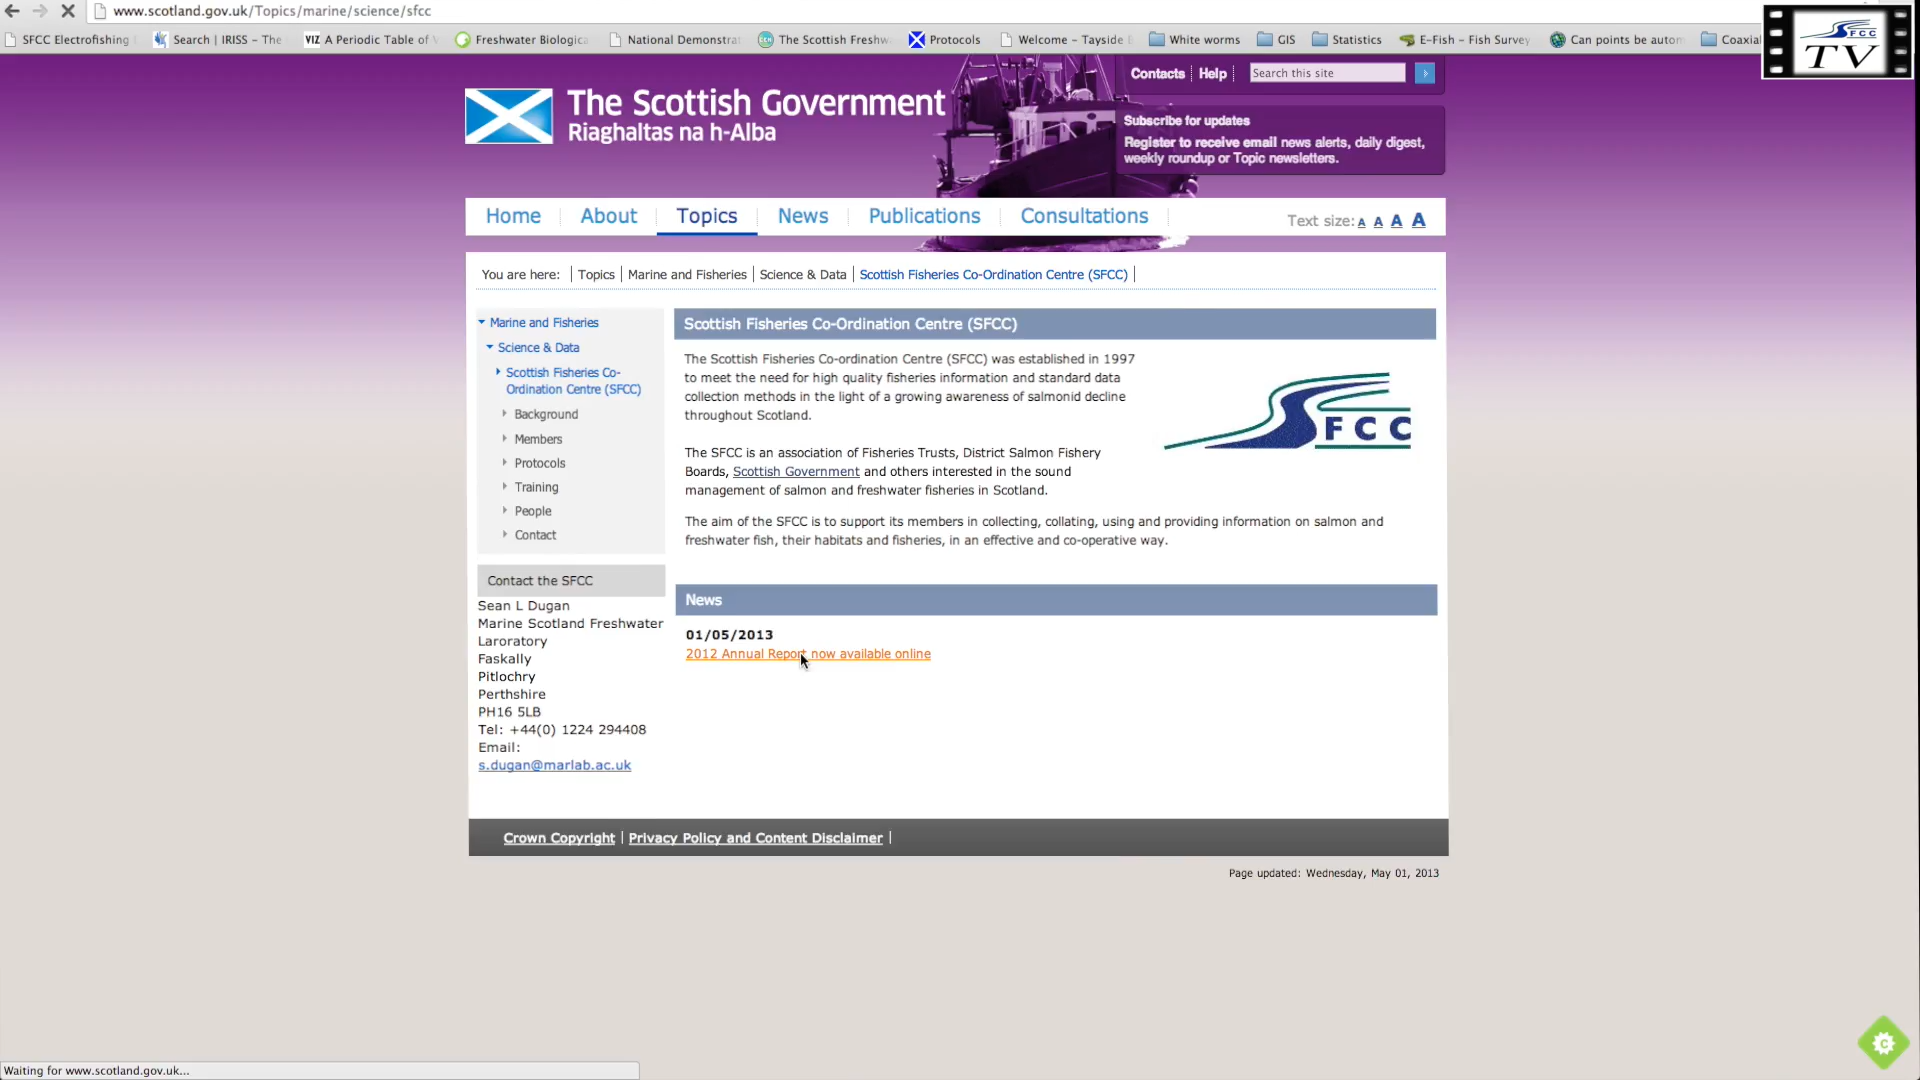 www.scotland.gov.uk/Topics/marine/science/sfcc
SFCC Electrofishing
Search | IRISS – The
VIZ A Periodic Table of
Freshwater Biologica
National Demonstrat
The Scottish Freshw
Protocols
Welcome – Tayside
White worms
GIS
Statistics
E-Fish – Fish Survey
Can points be autom
Coaxial
SFCC
TV
Contacts | Help
Search this site
The Scottish Government
Riaghaltas na h-Alba
Subscribe for updates
Register to receive email news alerts, daily digest,
weekly roundup or Topic newsletters.
Home
About
Topics
News
Publications
Consultations
Text size: A A A A
You are here: | Topics | Marine and Fisheries | Science & Data | Scottish Fisheries Co-Ordination Centre (SFCC) |
Marine and Fisheries
Science & Data
Scottish Fisheries Co-
Ordination Centre (SFCC)
Background
Members
Protocols
Training
People
Contact
Contact the SFCC
Sean L Dugan
Marine Scotland Freshwater
Laroratory
Faskally
Pitlochry
Perthshire
PH16 5LB
Tel: +44(0) 1224 294408
Email:
s.dugan@marlab.ac.uk
Scottish Fisheries Co-Ordination Centre (SFCC)
The Scottish Fisheries Co-ordination Centre (SFCC) was established in 1997
to meet the need for high quality fisheries information and standard data
collection methods in the light of a growing awareness of salmonid decline
throughout Scotland.
SFCC
The SFCC is an association of Fisheries Trusts, District Salmon Fishery
Boards, Scottish Government and others interested in the sound
management of salmon and freshwater fisheries in Scotland.
The aim of the SFCC is to support its members in collecting, collating, using and providing information on salmon and
freshwater fish, their habitats and fisheries, in an effective and co-operative way.
News
01/05/2013
2012 Annual Report now available online
Crown Copyright | Privacy Policy and Content Disclaimer |
Page updated: Wednesday, May 01, 2013
Waiting for www.scotland.gov.uk...